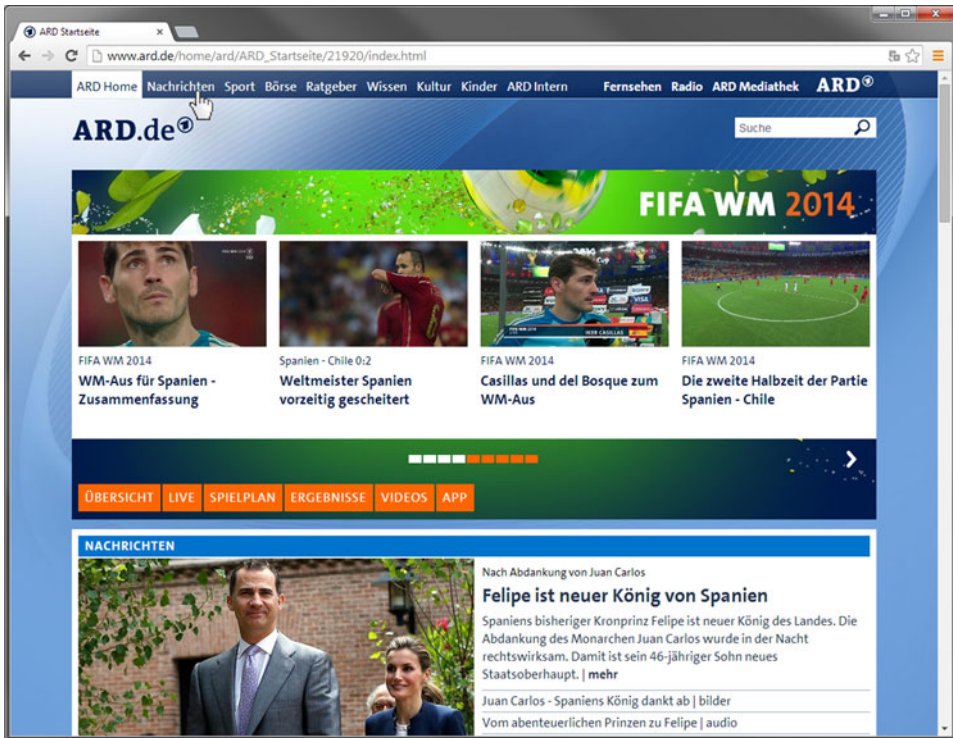 ARD Startseite
www.ard.de/home/ard/ARD_Startseite/21920/index.html
ARD Home Nachrichten Sport Börse Ratgeber Wissen Kultur Kinder ARD Intern Fernsehen Radio ARD Mediathek ARD
ARD.de
Suche
FIFA WM 2014
IKER CASILLAS
VISA
FIFA WM 2014
WM-Aus für Spanien -
Zusammenfassung
Spanien - Chile 0:2
Weltmeister Spanien
vorzeitig gescheitert
FIFA WM 2014
Casillas und del Bosque zum
WM-Aus
FIFA WM 2014
Die zweite Halbzeit der Partie
Spanien - Chile
ÜBERSICHT LIVE SPIELPLAN ERGEBNISSE VIDEOS APP
NACHRICHTEN
Nach Abdankung von Juan Carlos
Felipe ist neuer König von Spanien
Spaniens bisheriger Kronprinz Felipe ist neuer König des Landes. Die
Abdankung des Monarchen Juan Carlos wurde in der Nacht
rechtswirksam. Damit ist sein 46-jähriger Sohn neues
Staatsoberhaupt. | mehr
Juan Carlos - Spaniens König dankt ab | bilder
Vom abenteuerlichen Prinzen zu Felipe | audio